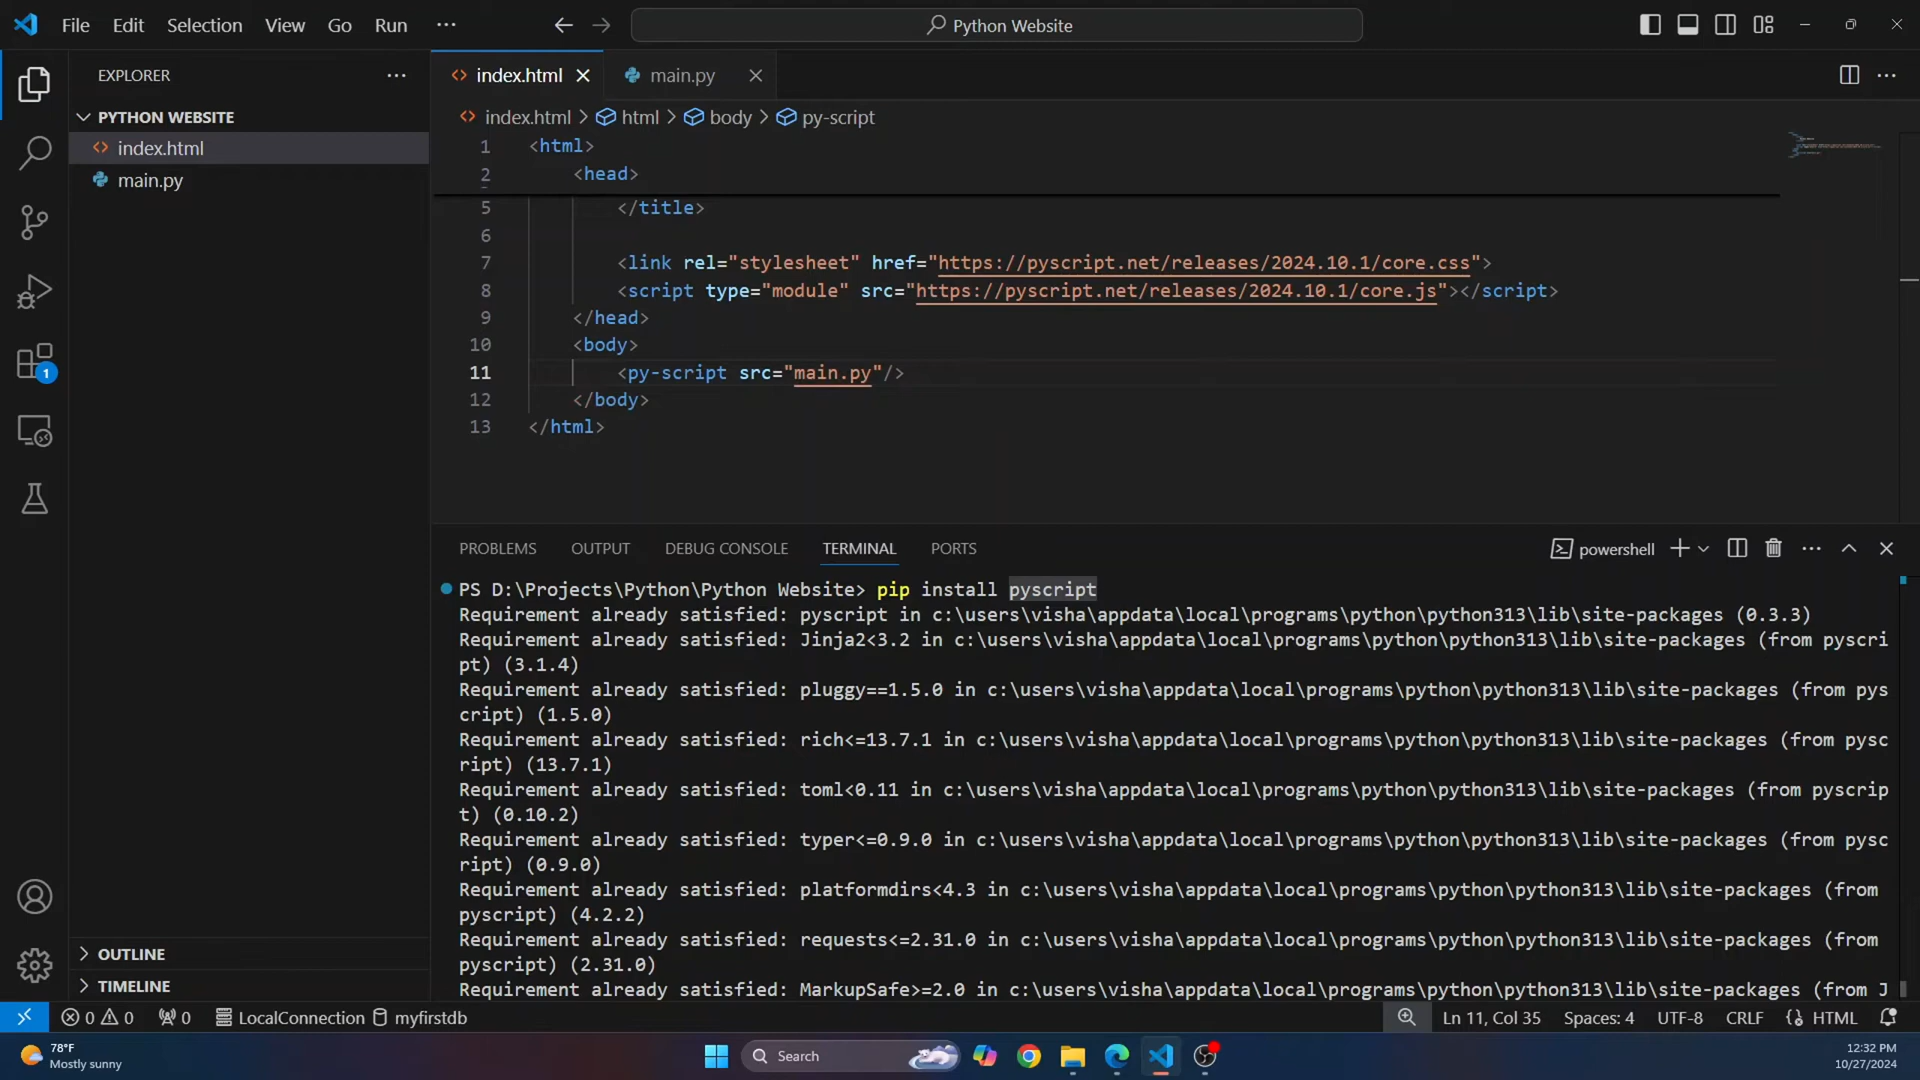 File Edit Selection View Go Run ··· Python Website
EXPLORER ···
PYTHON WEBSITE
index.html
main.py
OUTLINE
TIMELINE
index.html main.py
index.html > html > body > py-script
1 <html>
2 <head>
5 </title>
6
7 <link rel="stylesheet" href="https://pyscript.net/releases/2024.10.1/core.css">
8 <script type="module" src="https://pyscript.net/releases/2024.10.1/core.js"></script>
9 </head>
10 <body>
11 <py-script src="main.py"/>
12 </body>
13 </html>
PROBLEMS OUTPUT DEBUG CONSOLE TERMINAL PORTS powershell
PS D:\Projects\Python\Python Website> pip install pyscript
Requirement already satisfied: pyscript in c:\users\visha\appdata\local\programs\python\python313\lib\site-packages (0.3.3)
Requirement already satisfied: Jinja2<3.2 in c:\users\visha\appdata\local\programs\python\python313\lib\site-packages (from pyscri
pt) (3.1.4)
Requirement already satisfied: pluggy==1.5.0 in c:\users\visha\appdata\local\programs\python\python313\lib\site-packages (from pys
cript) (1.5.0)
Requirement already satisfied: rich<=13.7.1 in c:\users\visha\appdata\local\programs\python\python313\lib\site-packages (from pysc
ript) (13.7.1)
Requirement already satisfied: toml<0.11 in c:\users\visha\appdata\local\programs\python\python313\lib\site-packages (from pyscrip
t) (0.10.2)
Requirement already satisfied: typer<=0.9.0 in c:\users\visha\appdata\local\programs\python\python313\lib\site-packages (from pysc
ript) (0.9.0)
Requirement already satisfied: platformdirs<4.3 in c:\users\visha\appdata\local\programs\python\python313\lib\site-packages (from 
pyscript) (4.2.2)
Requirement already satisfied: requests<=2.31.0 in c:\users\visha\appdata\local\programs\python\python313\lib\site-packages (from 
pyscript) (2.31.0)
Requirement already satisfied: MarkupSafe>=2.0 in c:\users\visha\appdata\local\programs\python\python313\lib\site-packages (from J
1
0 0 0 LocalConnection myfirstdb Ln 11, Col 35 Spaces: 4 UTF-8 CRLF HTML
78°F
Mostly sunny
Search
12:32 PM
10/27/2024